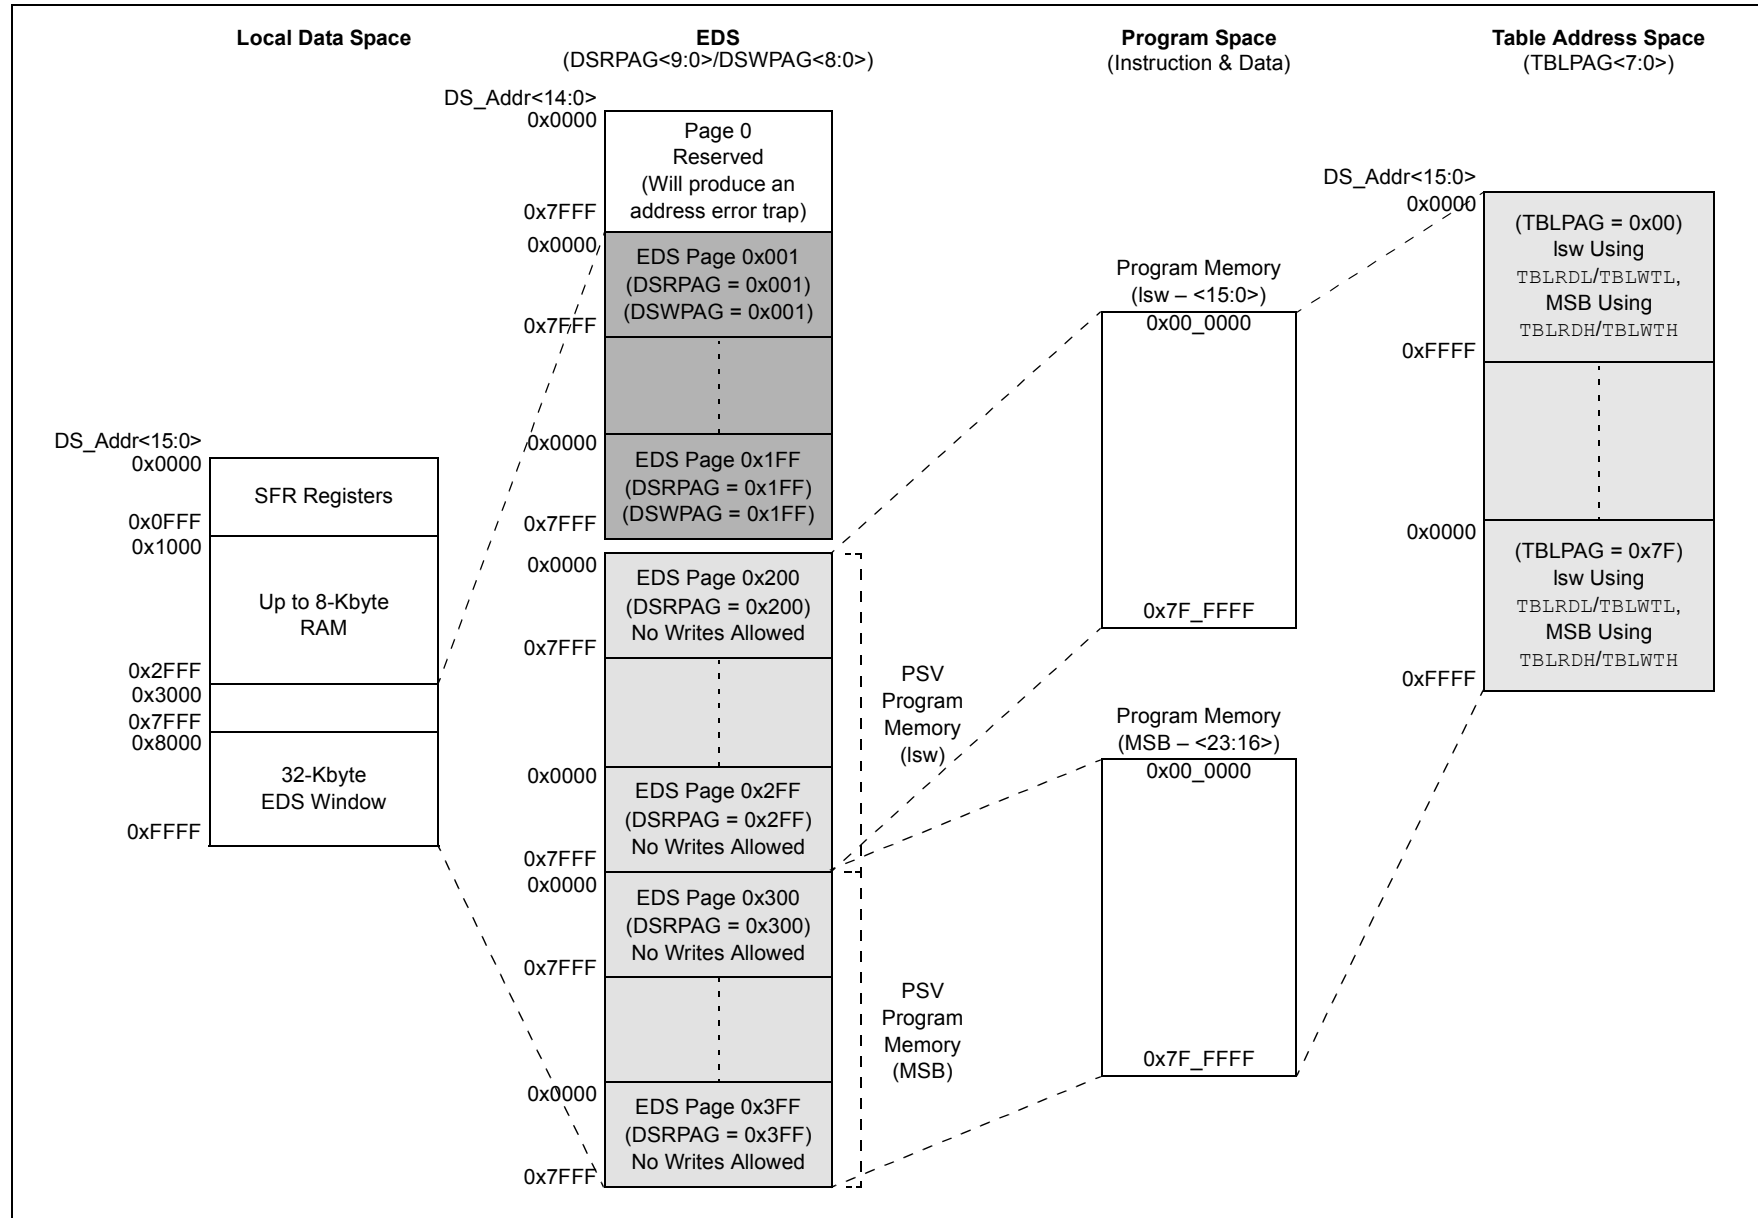 Local Data Space
EDS
(DSRPAG<9:0>/DSWPAG<8:0>)
Program Space
(Instruction & Data)
Table Address Space
(TBLPAG<7:0>)
DS_Addr<15:0>
0x0000
SFR Registers
0x0FFF
0x1000
Up to 8-Kbyte
RAM
0x2FFF
0x3000
0x7FFF
0x8000
32-Kbyte
EDS Window
0xFFFF
DS_Addr<14:0>
0x0000
Page 0
Reserved
(Will produce an
address error trap)
0x7FFF
0x0000
EDS Page 0x001
(DSRPAG = 0x001)
(DSWPAG = 0x001)
0x7FFF
0x0000
EDS Page 0x1FF
(DSRPAG = 0x1FF)
(DSWPAG = 0x1FF)
0x7FFF
0x0000
EDS Page 0x200
(DSRPAG = 0x200)
No Writes Allowed
0x7FFF
0x0000
EDS Page 0x2FF
(DSRPAG = 0x2FF)
No Writes Allowed
0x7FFF
0x0000
EDS Page 0x300
(DSRPAG = 0x300)
No Writes Allowed
0x7FFF
0x0000
EDS Page 0x3FF
(DSRPAG = 0x3FF)
No Writes Allowed
0x7FFF
PSV
Program
Memory
(lsw)
PSV
Program
Memory
(MSB)
Program Memory
(lsw – <15:0>)
0x00_0000
0x7F_FFFF
Program Memory
(MSB – <23:16>)
0x00_0000
0x7F_FFFF
DS_Addr<15:0>
0x0000
(TBLPAG = 0x00)
lsw Using
TBLRDL/TBLWTL,
MSB Using
TBLRDH/TBLWTH
0xFFFF
0x0000
(TBLPAG = 0x7F)
lsw Using
TBLRDL/TBLWTL,
MSB Using
TBLRDH/TBLWTH
0xFFFF